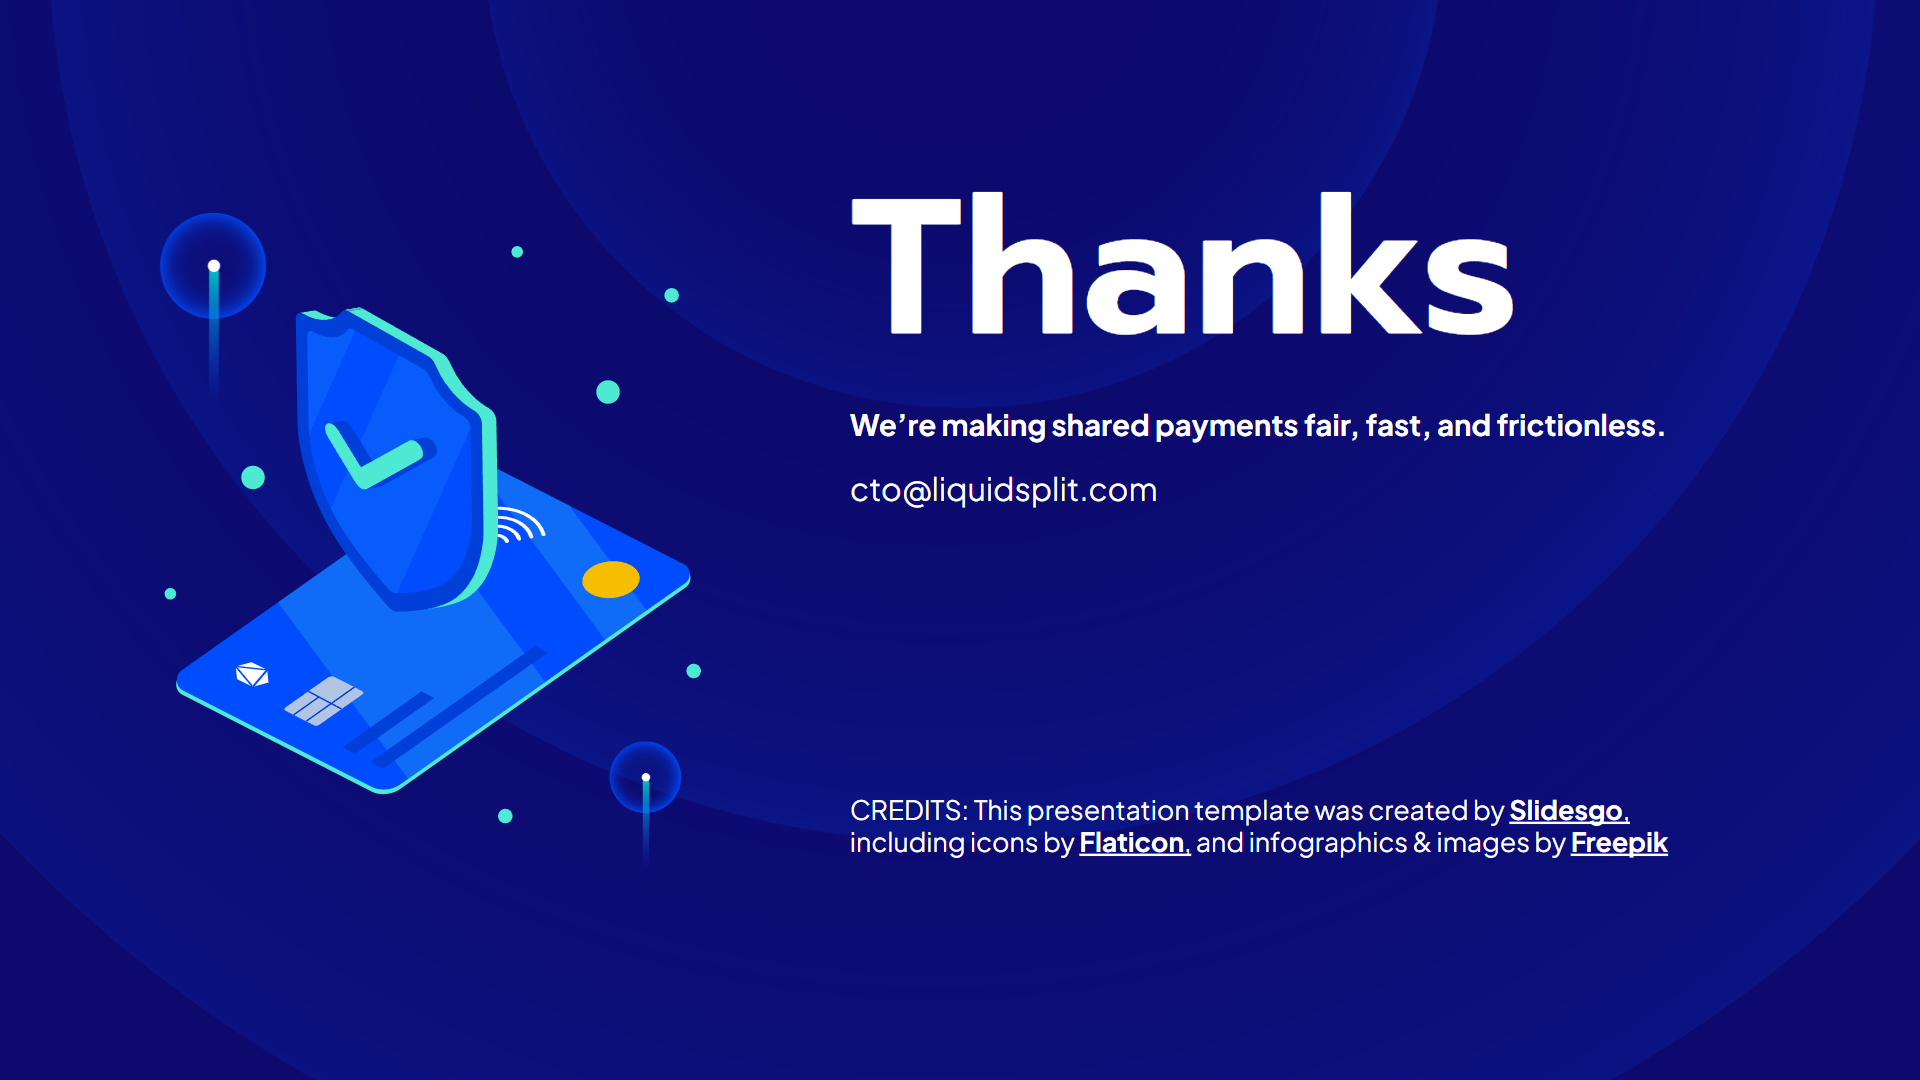 Thanks
We’re making shared payments fair, fast, and frictionless.
cto@liquidsplit.com
CREDITS: This presentation template was created by Slidesgo,
including icons by Flaticon, and infographics & images by Freepik